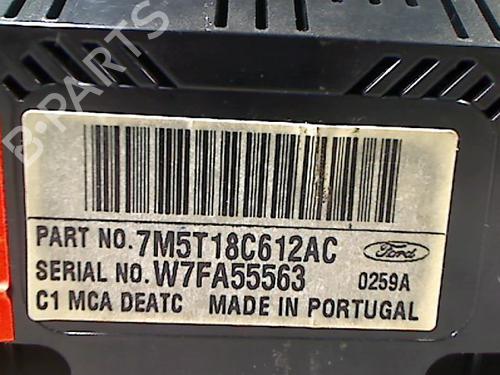 B-PARTS
PART NO. 7M5T18C612AC
Ford
SERIAL NO. W7FA55563 0259A
C1 MCA DEATC MADE IN PORTUGAL